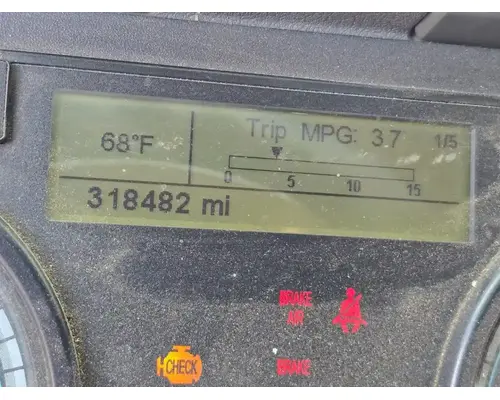 Trip MPG: 3.7 1/5
68°F
0 5 10 15
318482 mi
BRAKE
AIR
CHECK
BRAKE